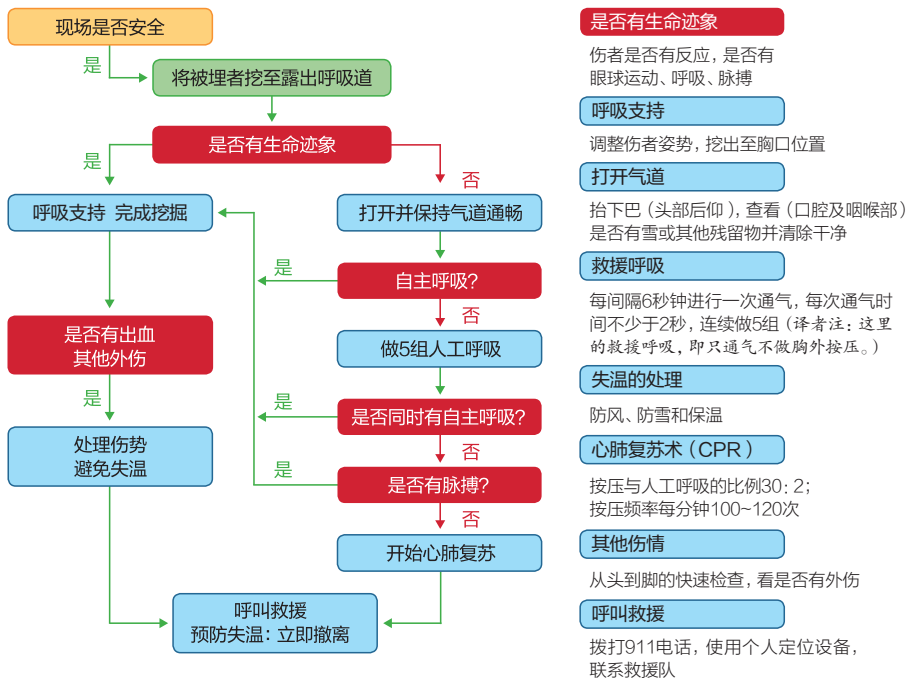 现场是否安全
是
将被埋者挖至露出呼吸道
是否有生命迹象
是
否
呼吸支持 完成挖掘
打开并保持气道通畅
是
自主呼吸?
否
是否有出血
其他外伤
做5组人工呼吸
是
是
是否同时有自主呼吸?
否
处理伤势
避免失温
是
是否有脉搏?
否
开始心肺复苏
呼叫救援
预防失温：立即撤离
是否有生命迹象
伤者是否有反应，是否有
眼球运动、呼吸、脉搏
呼吸支持
调整伤者姿势，挖出至胸口位置
打开气道
抬下巴（头部后仰），查看（口腔及咽喉部）
是否有雪或其他残留物并清除干净
救援呼吸
每间隔6秒钟进行一次通气，每次通气时
间不少于2秒，连续做5组（译者注：这里
的救援呼吸，即只通气不做胸外按压。）
失温的处理
防风、防雪和保温
心肺复苏术（CPR）
按压与人工呼吸的比例30：2；
按压频率每分钟100~120次
其他伤情
从头到脚的快速检查，看是否有外伤
呼叫救援
拨打911电话，使用个人定位设备，
联系救援队